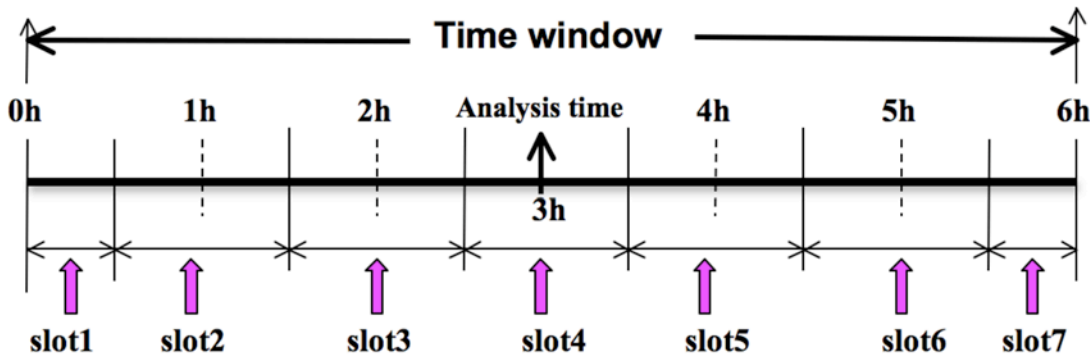 Time window
0h 1h 2h Analysis time 4h 5h 6h
3h
slot1 slot2 slot3 slot4 slot5 slot6 slot7